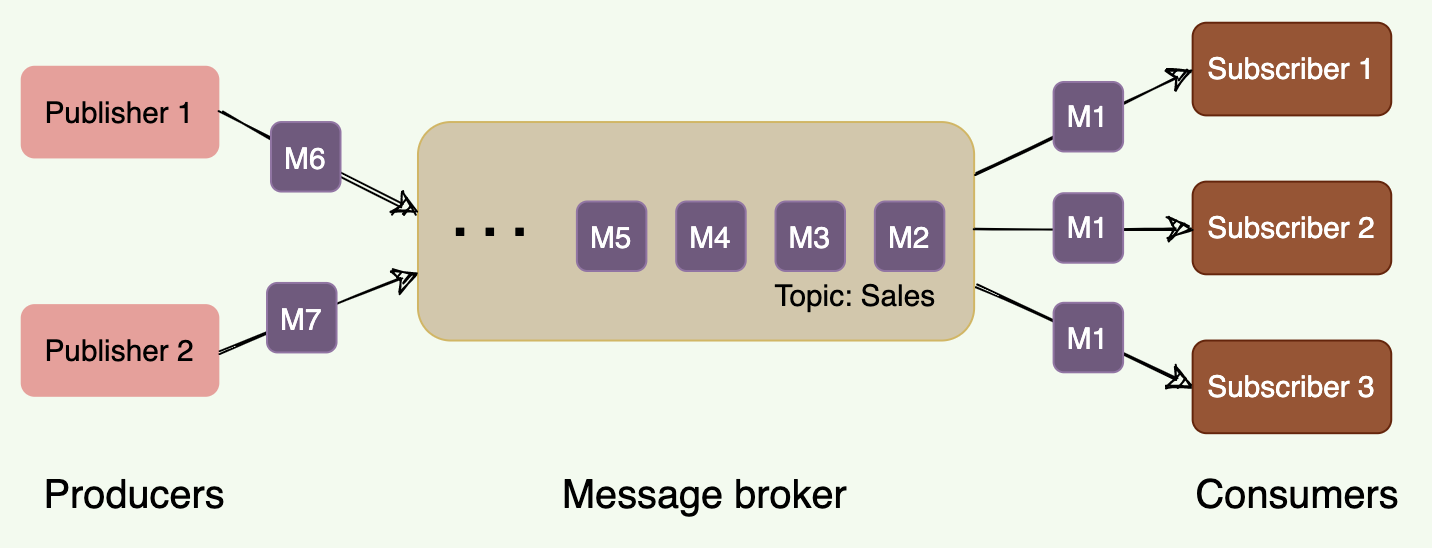 Publisher 1
M6
Publisher 2
M7
...
M5 M4 M3 M2
Topic: Sales
M1
Subscriber 1
M1
Subscriber 2
M1
Subscriber 3
Producers
Message broker
Consumers